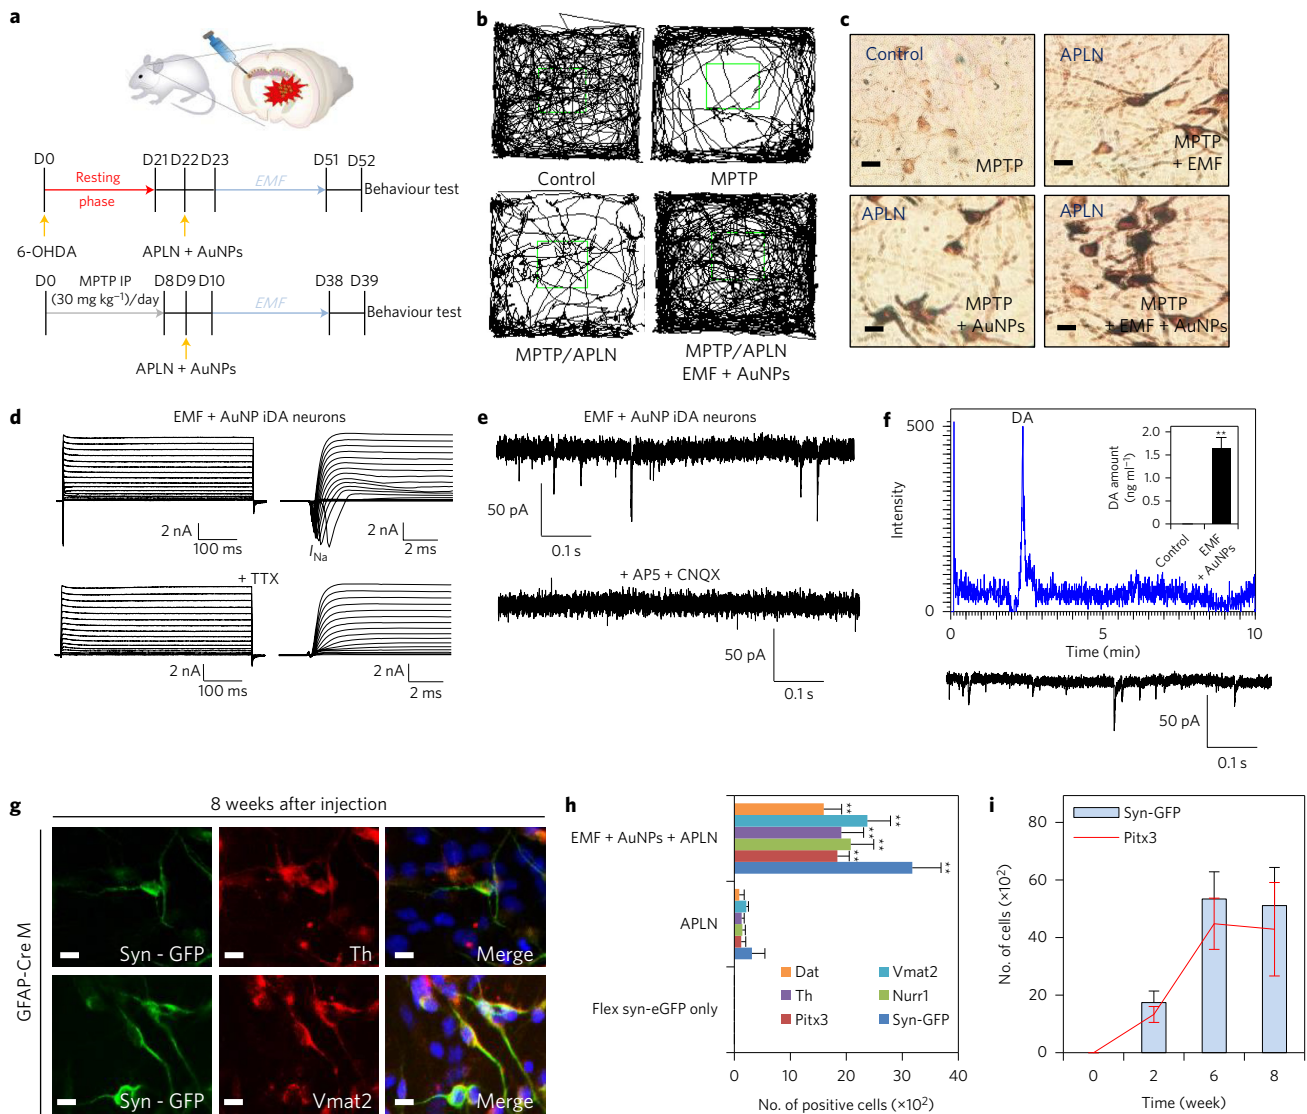 a
D0
D21 D22 D23
D51 D52
Resting
phase
EMF
Behaviour test
6-OHDA
APLN + AuNPs
D0
MPTP IP
(30 mg kg⁻¹)/day
D8 D9 D10
D38 D39
EMF
Behaviour test
APLN + AuNPs
b
Control
MPTP
MPTP/APLN
MPTP/APLN
EMF + AuNPs
c
Control
MPTP
APLN
MPTP
+ EMF
APLN
MPTP
+ AuNPs
APLN
MPTP
+ EMF + AuNPs
d
EMF + AuNP iDA neurons
2 nA
100 ms
I_Na
2 nA
2 ms
+ TTX
2 nA
100 ms
2 nA
2 ms
e
EMF + AuNP iDA neurons
50 pA
0.1 s
+ AP5 + CNQX
50 pA
0.1 s
f
DA
500
0
Intensity
0
5
10
Time (min)
DA amount
(ng ml⁻¹)
2.0
1.5
1.0
0.5
0
**
Control
EMF
+ AuNPs
50 pA
0.1 s
g
8 weeks after injection
GFAP-Cre M
Syn - GFP
Th
Merge
Syn - GFP
Vmat2
Merge
h
EMF + AuNPs + APLN
**
**
**
**
**
**
APLN
Flex syn-eGFP only
Dat
Vmat2
Th
Nurr1
Pitx3
Syn-GFP
0
10
20
30
40
No. of positive cells (×10²)
i
Syn-GFP
Pitx3
80
60
40
20
0
No. of cells (×10²)
0
2
6
8
Time (week)